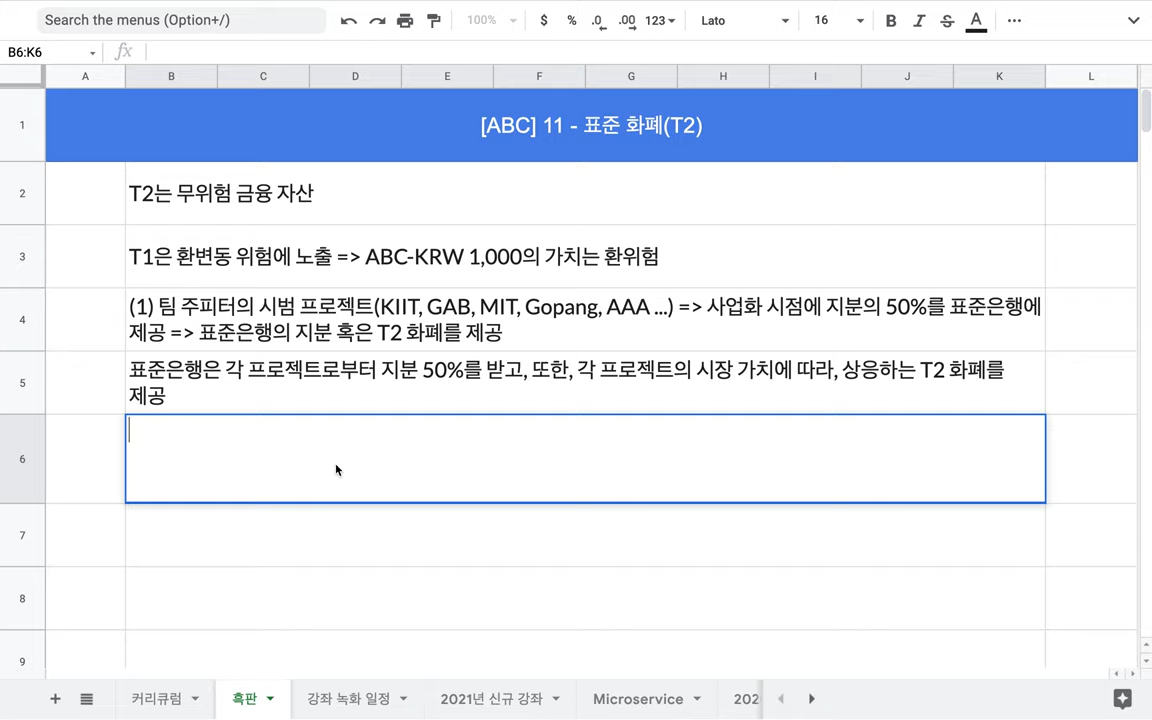 Search the menus (Option+/)
100%
$ % .0 .00 123
Lato
16
B I S A
B6:K6
fx
A B C D E F G H I J K L
1
[ABC] 11 - 표준 화폐(T2)
2
T2는 무위험 금융 자산
3
T1은 환변동 위험에 노출 => ABC-KRW 1,000의 가치는 환위험
4
(1) 팀 주피터의 시범 프로젝트(KIIT, GAB, MIT, Gopang, AAA ...) => 사업화 시점에 지분의 50%를 표준은행에
제공 => 표준은행의 지분 혹은 T2 화폐를 제공
5
표준은행은 각 프로젝트로부터 지분 50%를 받고, 또한, 각 프로젝트의 시장 가치에 따라, 상응하는 T2 화폐를
제공
6
7
8
9
커리큐럼
흑판
강좌 녹화 일정
2021년 신규 강좌
Microservice
202